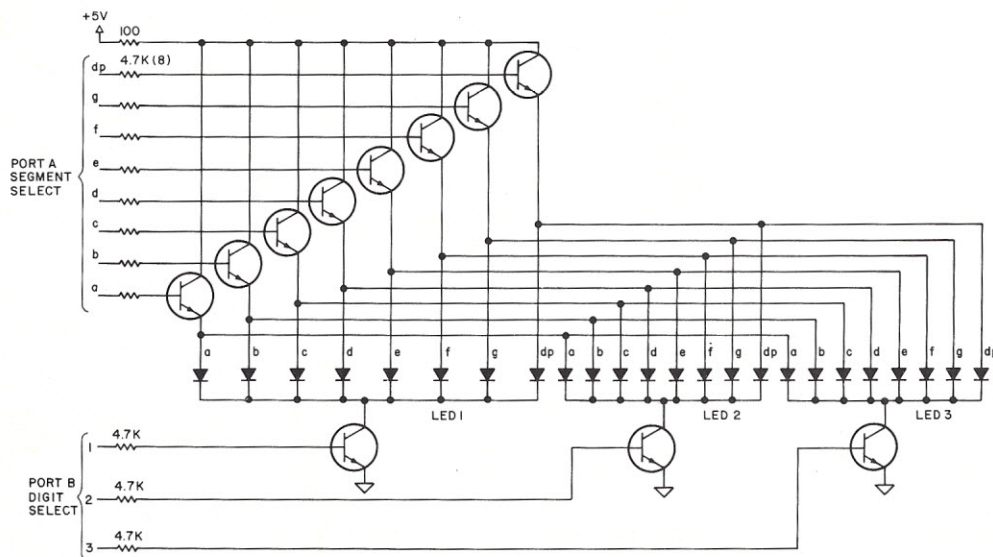 +5V
100
4.7K (8)
dp
g
f
e
d
c
b
a
PORT A
SEGMENT
SELECT
a b c d e f g dp a b c d e f g dp a b c d e f g
LED 1
LED 2
LED 3
PORT B
DIGIT
SELECT
1 4.7K
2 4.7K
3 4.7K